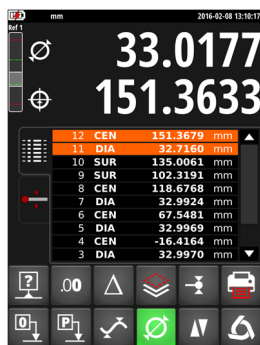 mm 2016-02-08 13:10:17
Ref 1
33.0177
151.3633
12 CEN 151.3679 mm
11 DIA 32.7160 mm
10 SUR 135.0061 mm
9 SUR 102.3191 mm
8 CEN 118.6768 mm
7 DIA 32.9924 mm
6 CEN 67.5481 mm
5 DIA 32.9969 mm
4 CEN -16.4164 mm
3 DIA 32.9970 mm
? .00 Δ
0 P